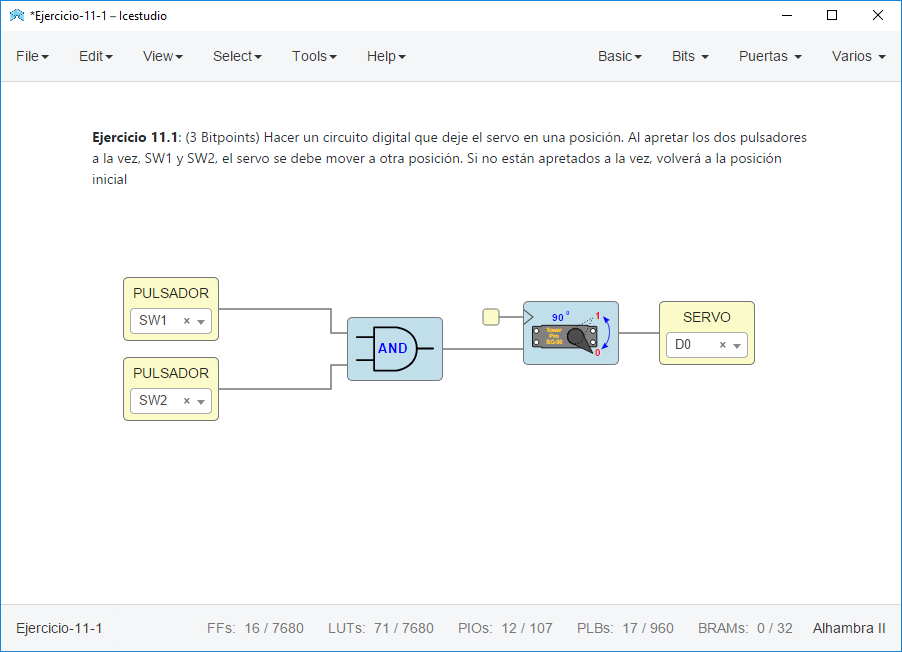 *Ejercicio-11-1 – Icestudio
File Edit View Select Tools Help Basic Bits Puertas Varios
Ejercicio 11.1: (3 Bitpoints) Hacer un circuito digital que deje el servo en una posición. Al apretar los dos pulsadores
a la vez, SW1 y SW2, el servo se debe mover a otra posición. Si no están apretados a la vez, volverá a la posición
inicial
PULSADOR
SW1 ×
PULSADOR
SW2 ×
AND
90 º 1
Tower
Pro
SG-90
0
SERVO
D0 ×
Ejercicio-11-1 FFs: 16 / 7680 LUTs: 71 / 7680 PIOs: 12 / 107 PLBs: 17 / 960 BRAMs: 0 / 32 Alhambra II